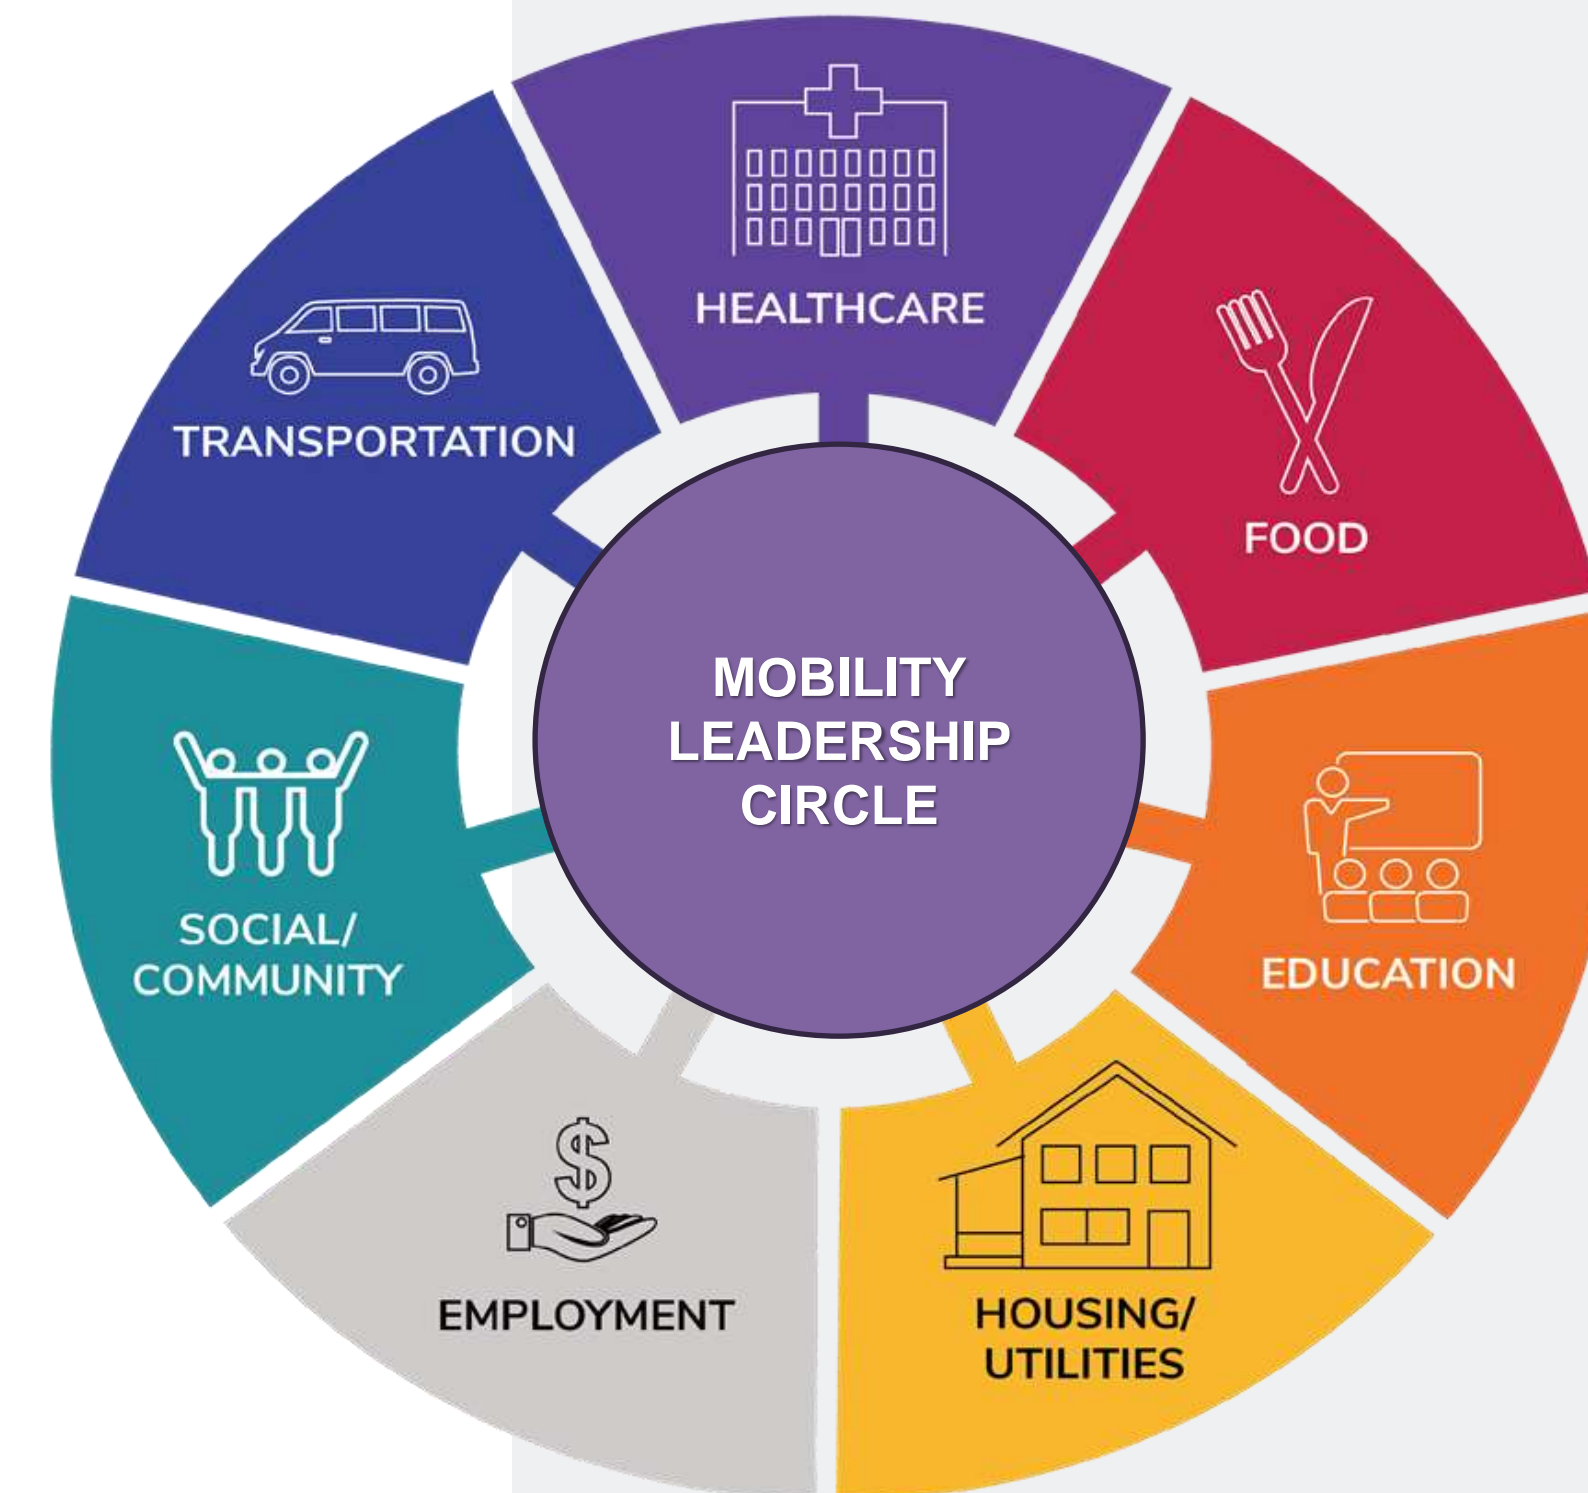 HEALTHCARE
TRANSPORTATION
FOOD
MOBILITY
LEADERSHIP
CIRCLE
SOCIAL/
COMMUNITY
EDUCATION
EMPLOYMENT
HOUSING/
UTILITIES